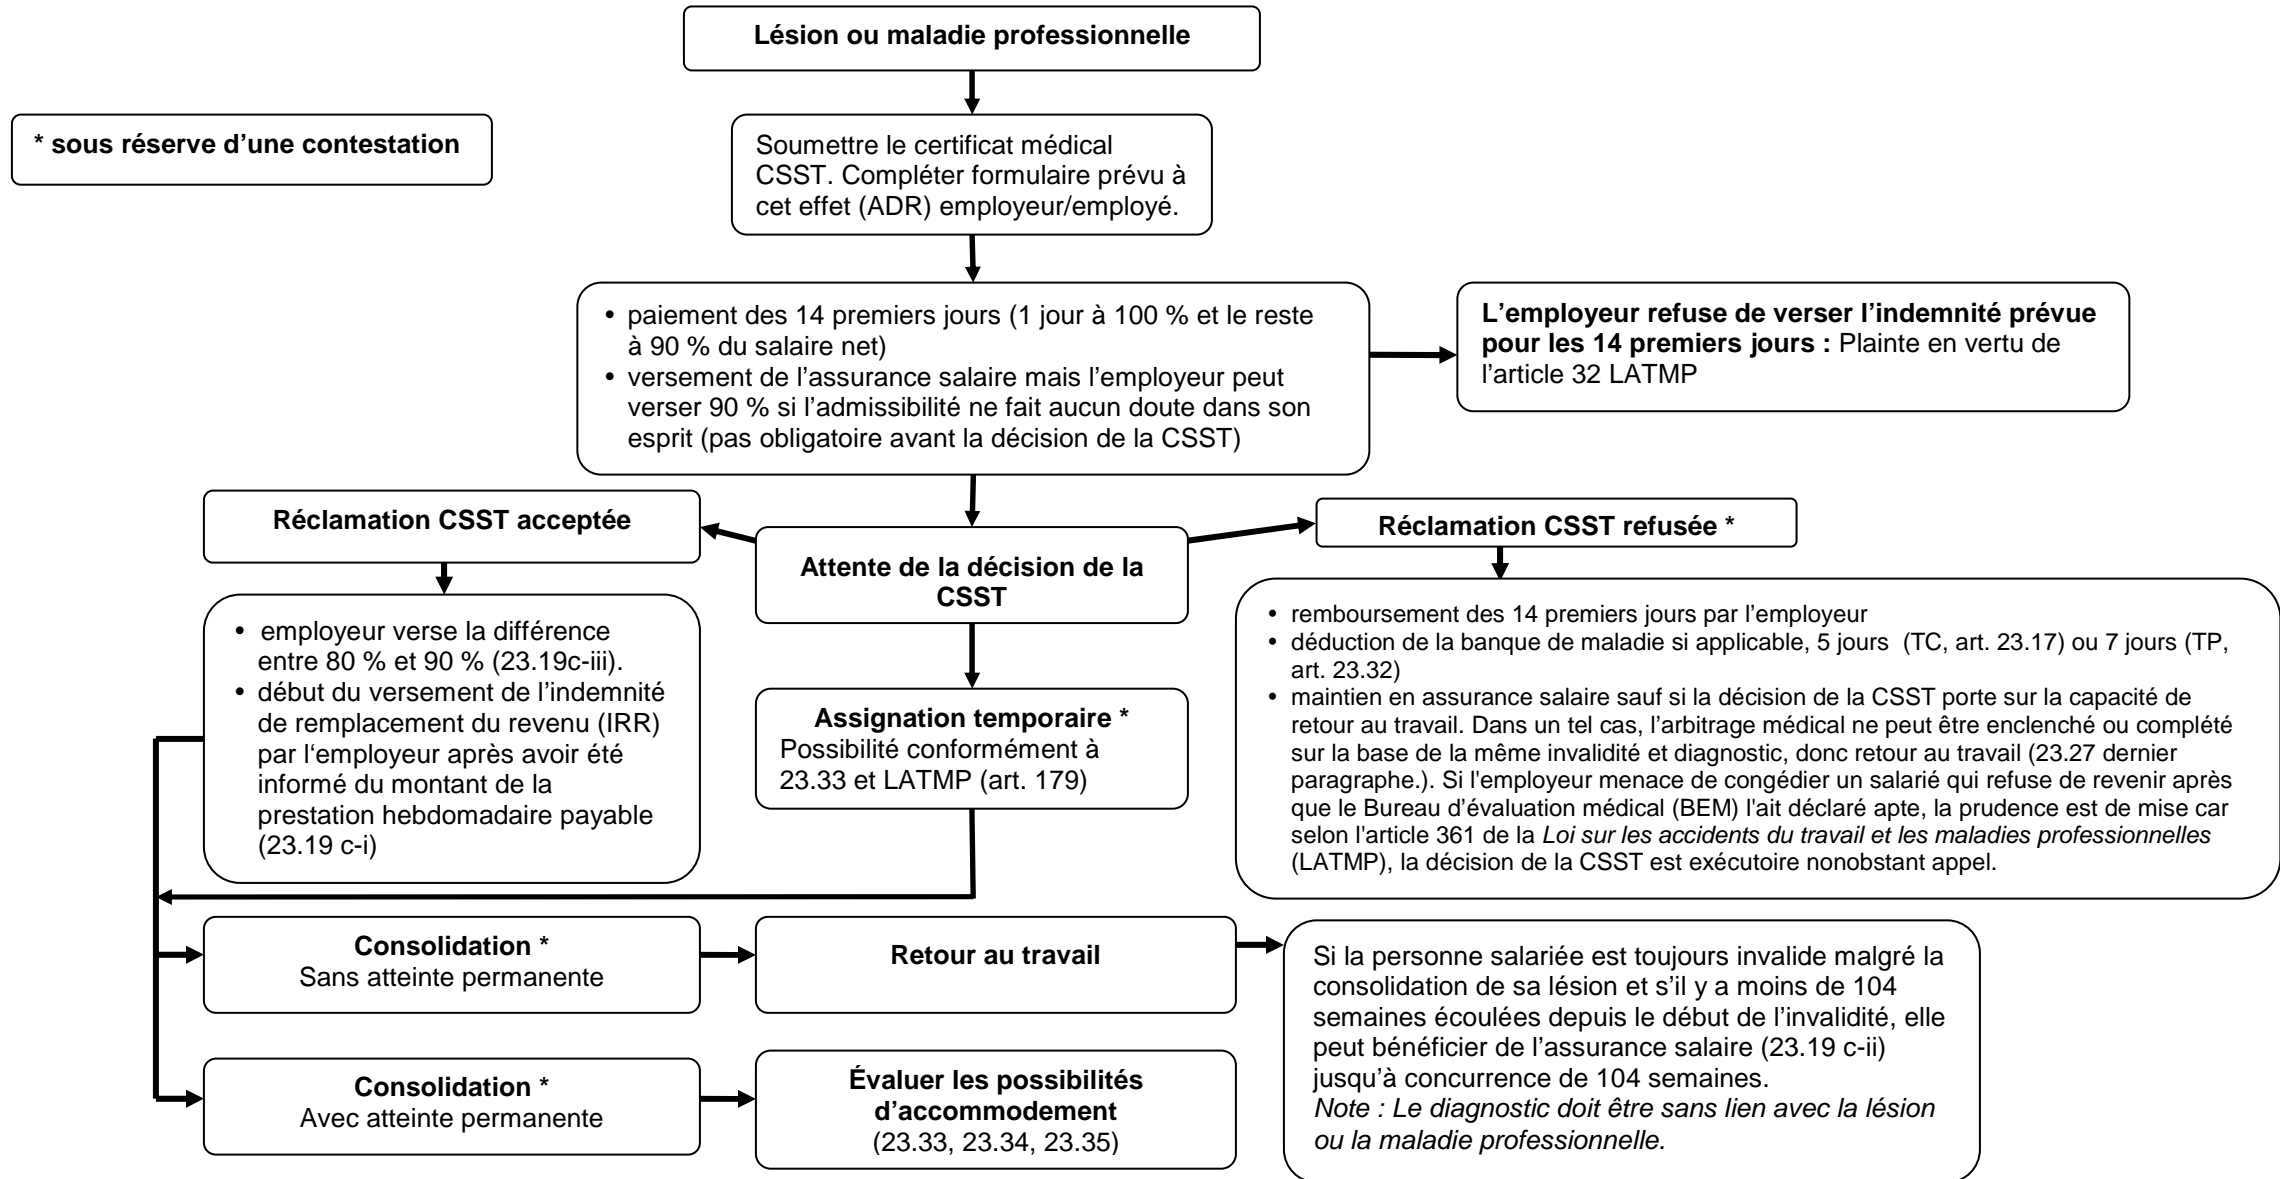 Lésion ou maladie professionnelle
* sous réserve d’une contestation
Soumettre le certificat médical
CSST. Compléter formulaire prévu à
cet effet (ADR) employeur/employé.
• paiement des 14 premiers jours (1 jour à 100 % et le reste
à 90 % du salaire net)
• versement de l’assurance salaire mais l’employeur peut
verser 90 % si l’admissibilité ne fait aucun doute dans son
esprit (pas obligatoire avant la décision de la CSST)
L’employeur refuse de verser l’indemnité prévue
pour les 14 premiers jours : Plainte en vertu de
l’article 32 LATMP
Réclamation CSST acceptée
Attente de la décision de la
CSST
Réclamation CSST refusée *
• employeur verse la différence
entre 80 % et 90 % (23.19c-iii).
• début du versement de l’indemnité
de remplacement du revenu (IRR)
par l‘employeur après avoir été
informé du montant de la
prestation hebdomadaire payable
(23.19 c-i)
Assignation temporaire *
Possibilité conformément à
23.33 et LATMP (art. 179)
• remboursement des 14 premiers jours par l’employeur
• déduction de la banque de maladie si applicable, 5 jours (TC, art. 23.17) ou 7 jours (TP,
art. 23.32)
• maintien en assurance salaire sauf si la décision de la CSST porte sur la capacité de
retour au travail. Dans un tel cas, l’arbitrage médical ne peut être enclenché ou complété
sur la base de la même invalidité et diagnostic, donc retour au travail (23.27 dernier
paragraphe.). Si l'employeur menace de congédier un salarié qui refuse de revenir après
que le Bureau d’évaluation médical (BEM) l'ait déclaré apte, la prudence est de mise car
selon l'article 361 de la Loi sur les accidents du travail et les maladies professionnelles
(LATMP), la décision de la CSST est exécutoire nonobstant appel.
Consolidation *
Sans atteinte permanente
Retour au travail
Si la personne salariée est toujours invalide malgré la
consolidation de sa lésion et s’il y a moins de 104
semaines écoulées depuis le début de l’invalidité, elle
peut bénéficier de l’assurance salaire (23.19 c-ii)
jusqu’à concurrence de 104 semaines.
Note : Le diagnostic doit être sans lien avec la lésion
ou la maladie professionnelle.
Consolidation *
Avec atteinte permanente
Évaluer les possibilités
d’accommodement
(23.33, 23.34, 23.35)